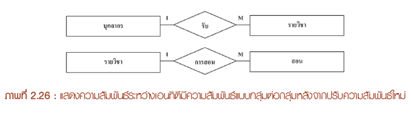 บุคลากร 1 รับ M รายวิชา
รายวิชา 1 การสอน M สอน
ภาพที่ 2.26 : แสดงความสัมพันธ์ระหว่างเอนทิตีมีความสัมพันธ์แบบกลุ่มต่อกลุ่มหลังจากปรับความสัมพันธ์ใหม่